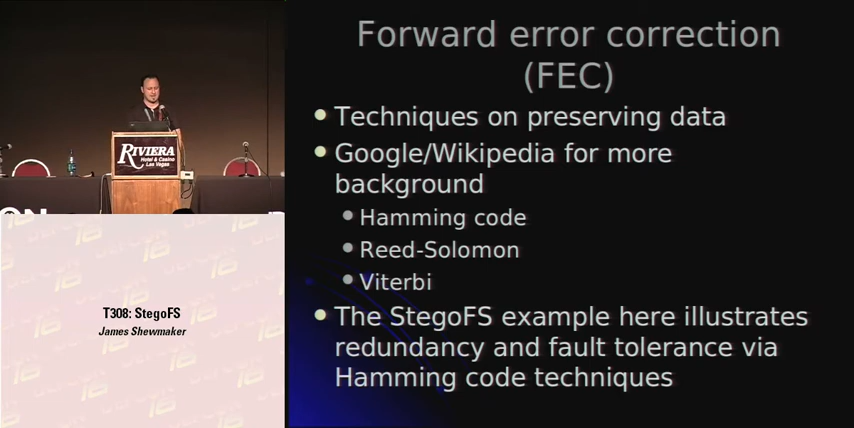 Forward error correction
(FEC)
Techniques on preserving data
Google/Wikipedia for more
background
Hamming code
Reed-Solomon
Viterbi
The StegoFS example here illustrates
redundancy and fault tolerance via
Hamming code techniques
RIVIERA
Hotel & Casino
Las Vegas
ON
T308: StegoFS
James Shewmaker